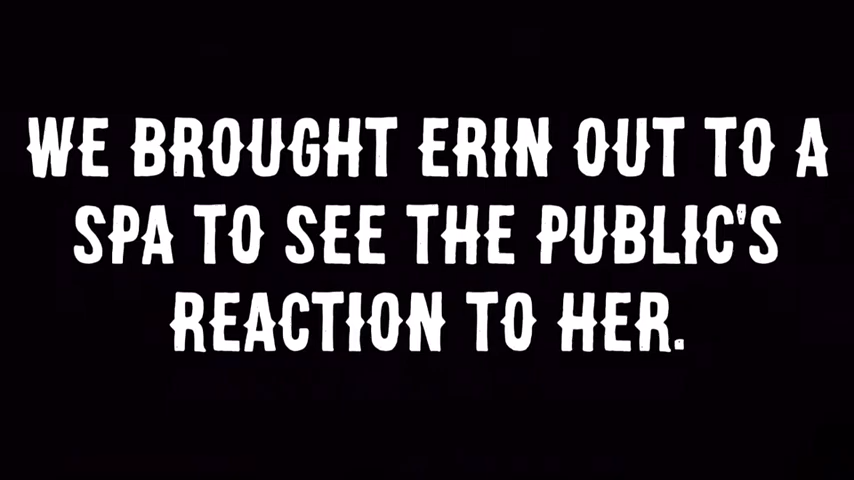 WE BROUGHT ERIN OUT TO A
SPA TO SEE THE PUBLIC'S
REACTION TO HER.